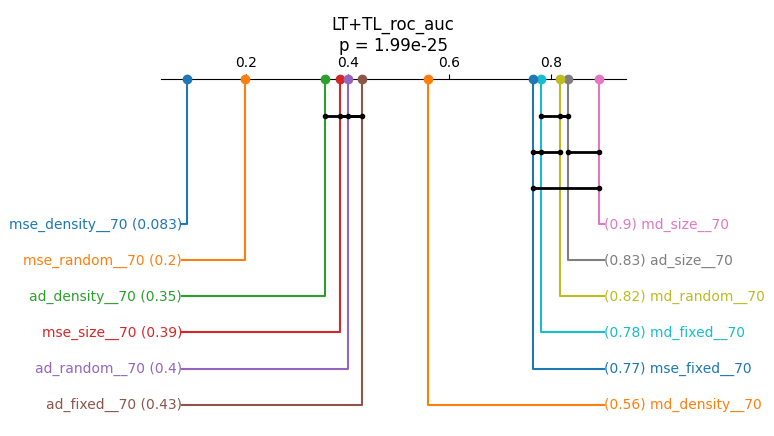 LT+TL_roc_auc
p = 1.99e-25
0.2 0.4 0.6 0.8
mse_density__70 (0.083)
mse_random__70 (0.2)
ad_density__70 (0.35)
mse_size__70 (0.39)
ad_random__70 (0.4)
ad_fixed__70 (0.43)
(0.9) md_size__70
(0.83) ad_size__70
(0.82) md_random__70
(0.78) md_fixed__70
(0.77) mse_fixed__70
(0.56) md_density__70